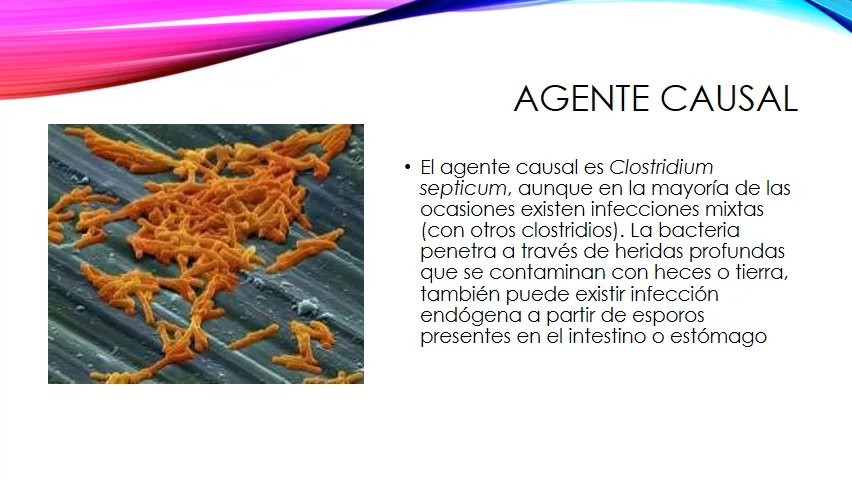 AGENTE CAUSAL
• El agente causal es Clostridium
septicum, aunque en la mayoría de las
ocasiones existen infecciones mixtas
(con otros clostridios). La bacteria
penetra a través de heridas profundas
que se contaminan con heces o tierra,
también puede existir infección
endógena a partir de esporos
presentes en el intestino o estómago